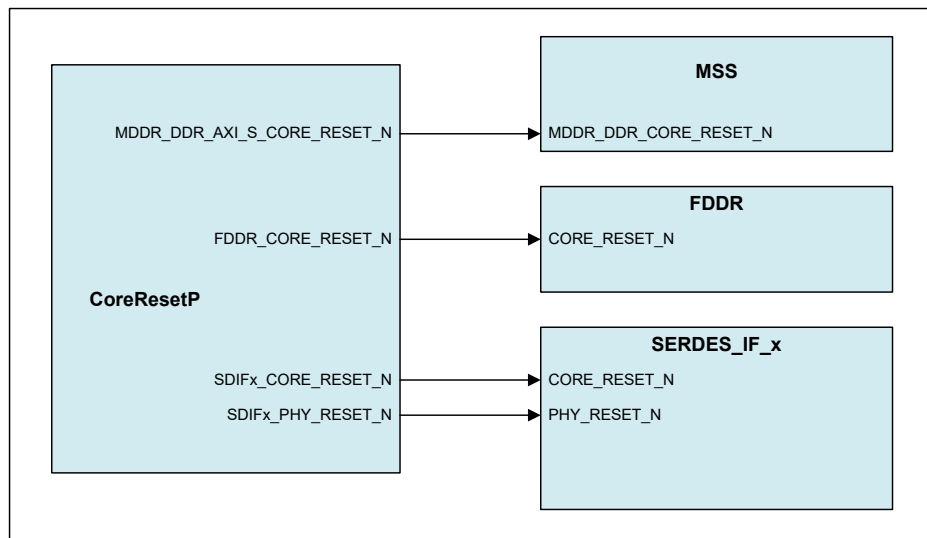 MSS
MDDR_DDR_AXI_S_CORE_RESET_N
MDDR_DDR_CORE_RESET_N
FDDR
FDDR_CORE_RESET_N
CORE_RESET_N
CoreResetP
SERDES_IF_x
SDIFx_CORE_RESET_N
CORE_RESET_N
SDIFx_PHY_RESET_N
PHY_RESET_N